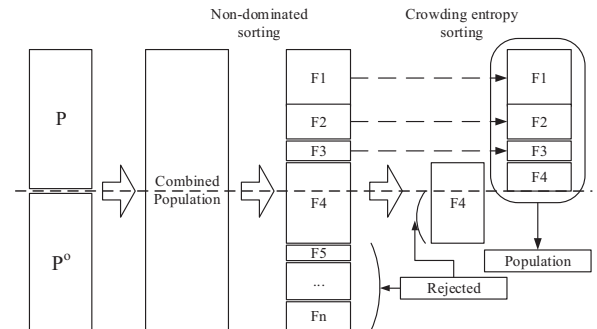 Non-dominated
sorting
Crowding entropy
sorting
P
P°
Combined
Population
F1
F2
F3
F4
F5
...
Fn
F4
F1
F2
F3
F4
Population
Rejected